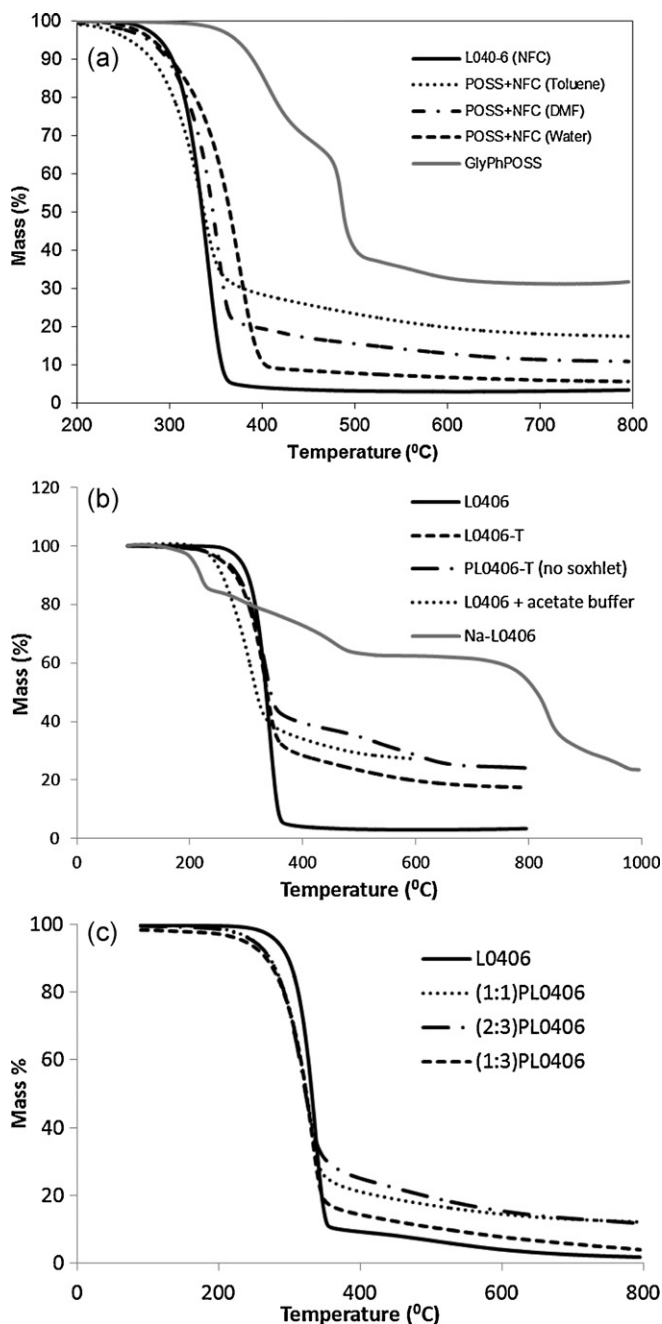 (a)
Mass (%)
100
90
80
70
60
50
40
30
20
10
0
L040-6 (NFC)
POSS+NFC (Toluene)
POSS+NFC (DMF)
POSS+NFC (Water)
GlyPhPOSS
200 300 400 500 600 700 800
Temperature (⁰C)
(b)
Mass (%)
120
100
80
60
40
20
0
L0406
L0406-T
PL0406-T (no soxhlet)
L0406 + acetate buffer
Na-L0406
0 200 400 600 800 1000
Temperature (⁰C)
(c)
Mass %
100
80
60
40
20
0
L0406
(1:1)PL0406
(2:3)PL0406
(1:3)PL0406
0 200 400 600 800
Temperature (⁰C)